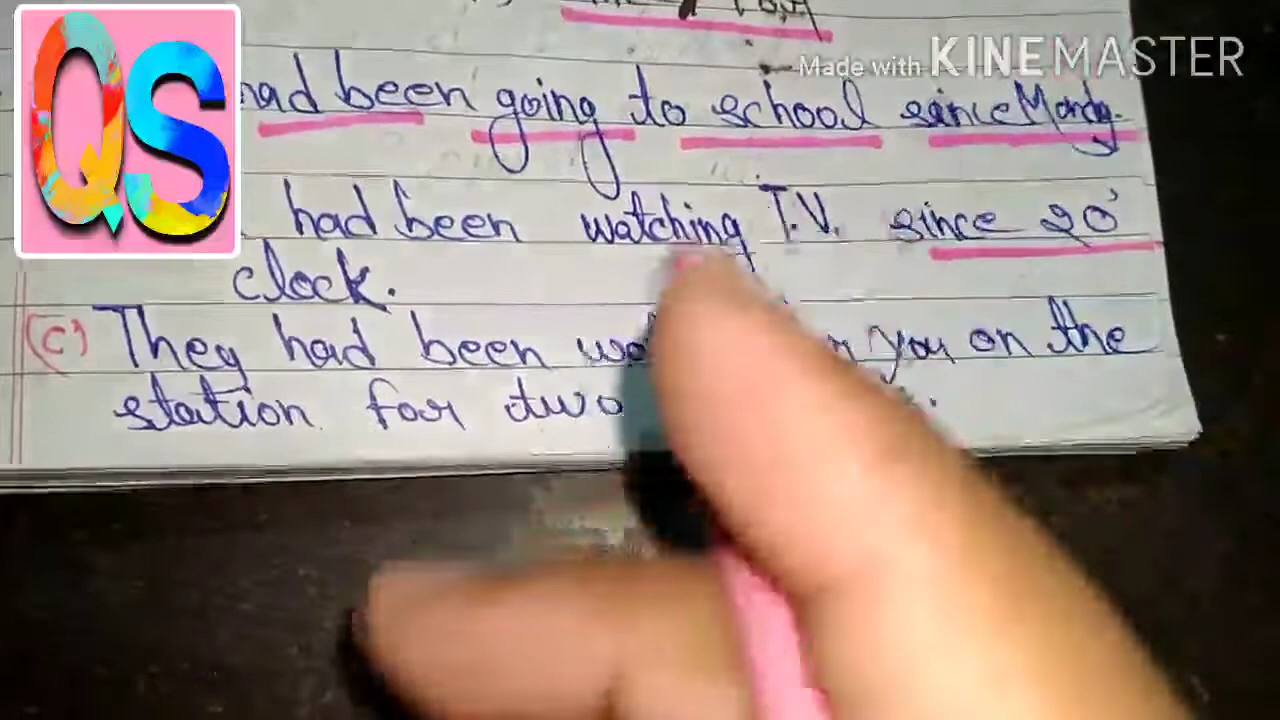 QS
Made with KINEMASTER
had been going to school since Monday.
had been watching T.V. since 2O'
clock.
(C) They had been you on the
station for two